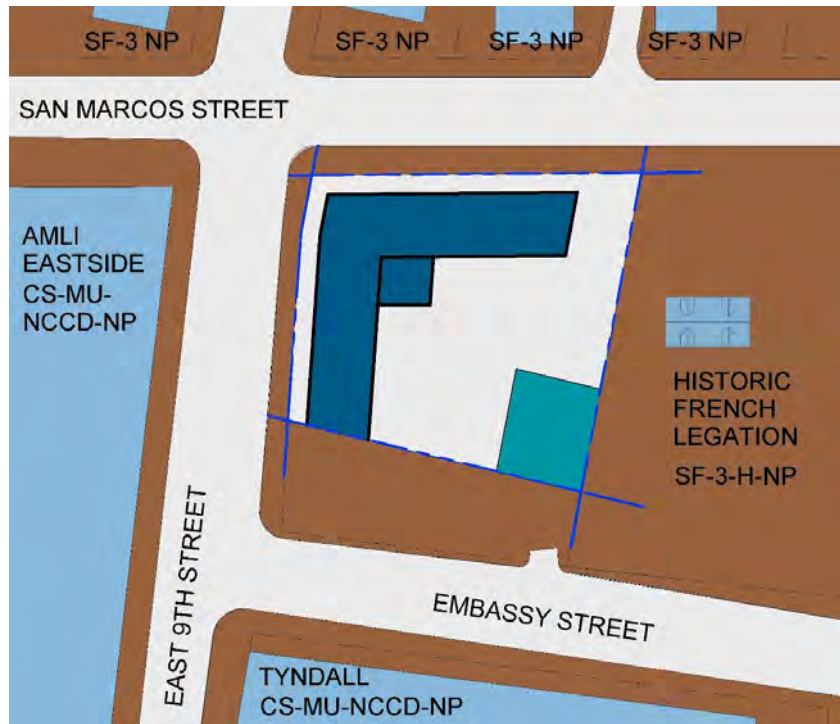 SF-3 NP
SF-3 NP
SF-3 NP
SF-3 NP
SAN MARCOS STREET
AMLI
EASTSIDE
CS-MU-
NCCD-NP
HISTORIC
FRENCH
LEGATION
SF-3-H-NP
EAST 9TH STREET
EMBASSY STREET
TYNDALL
CS-MU-NCCD-NP